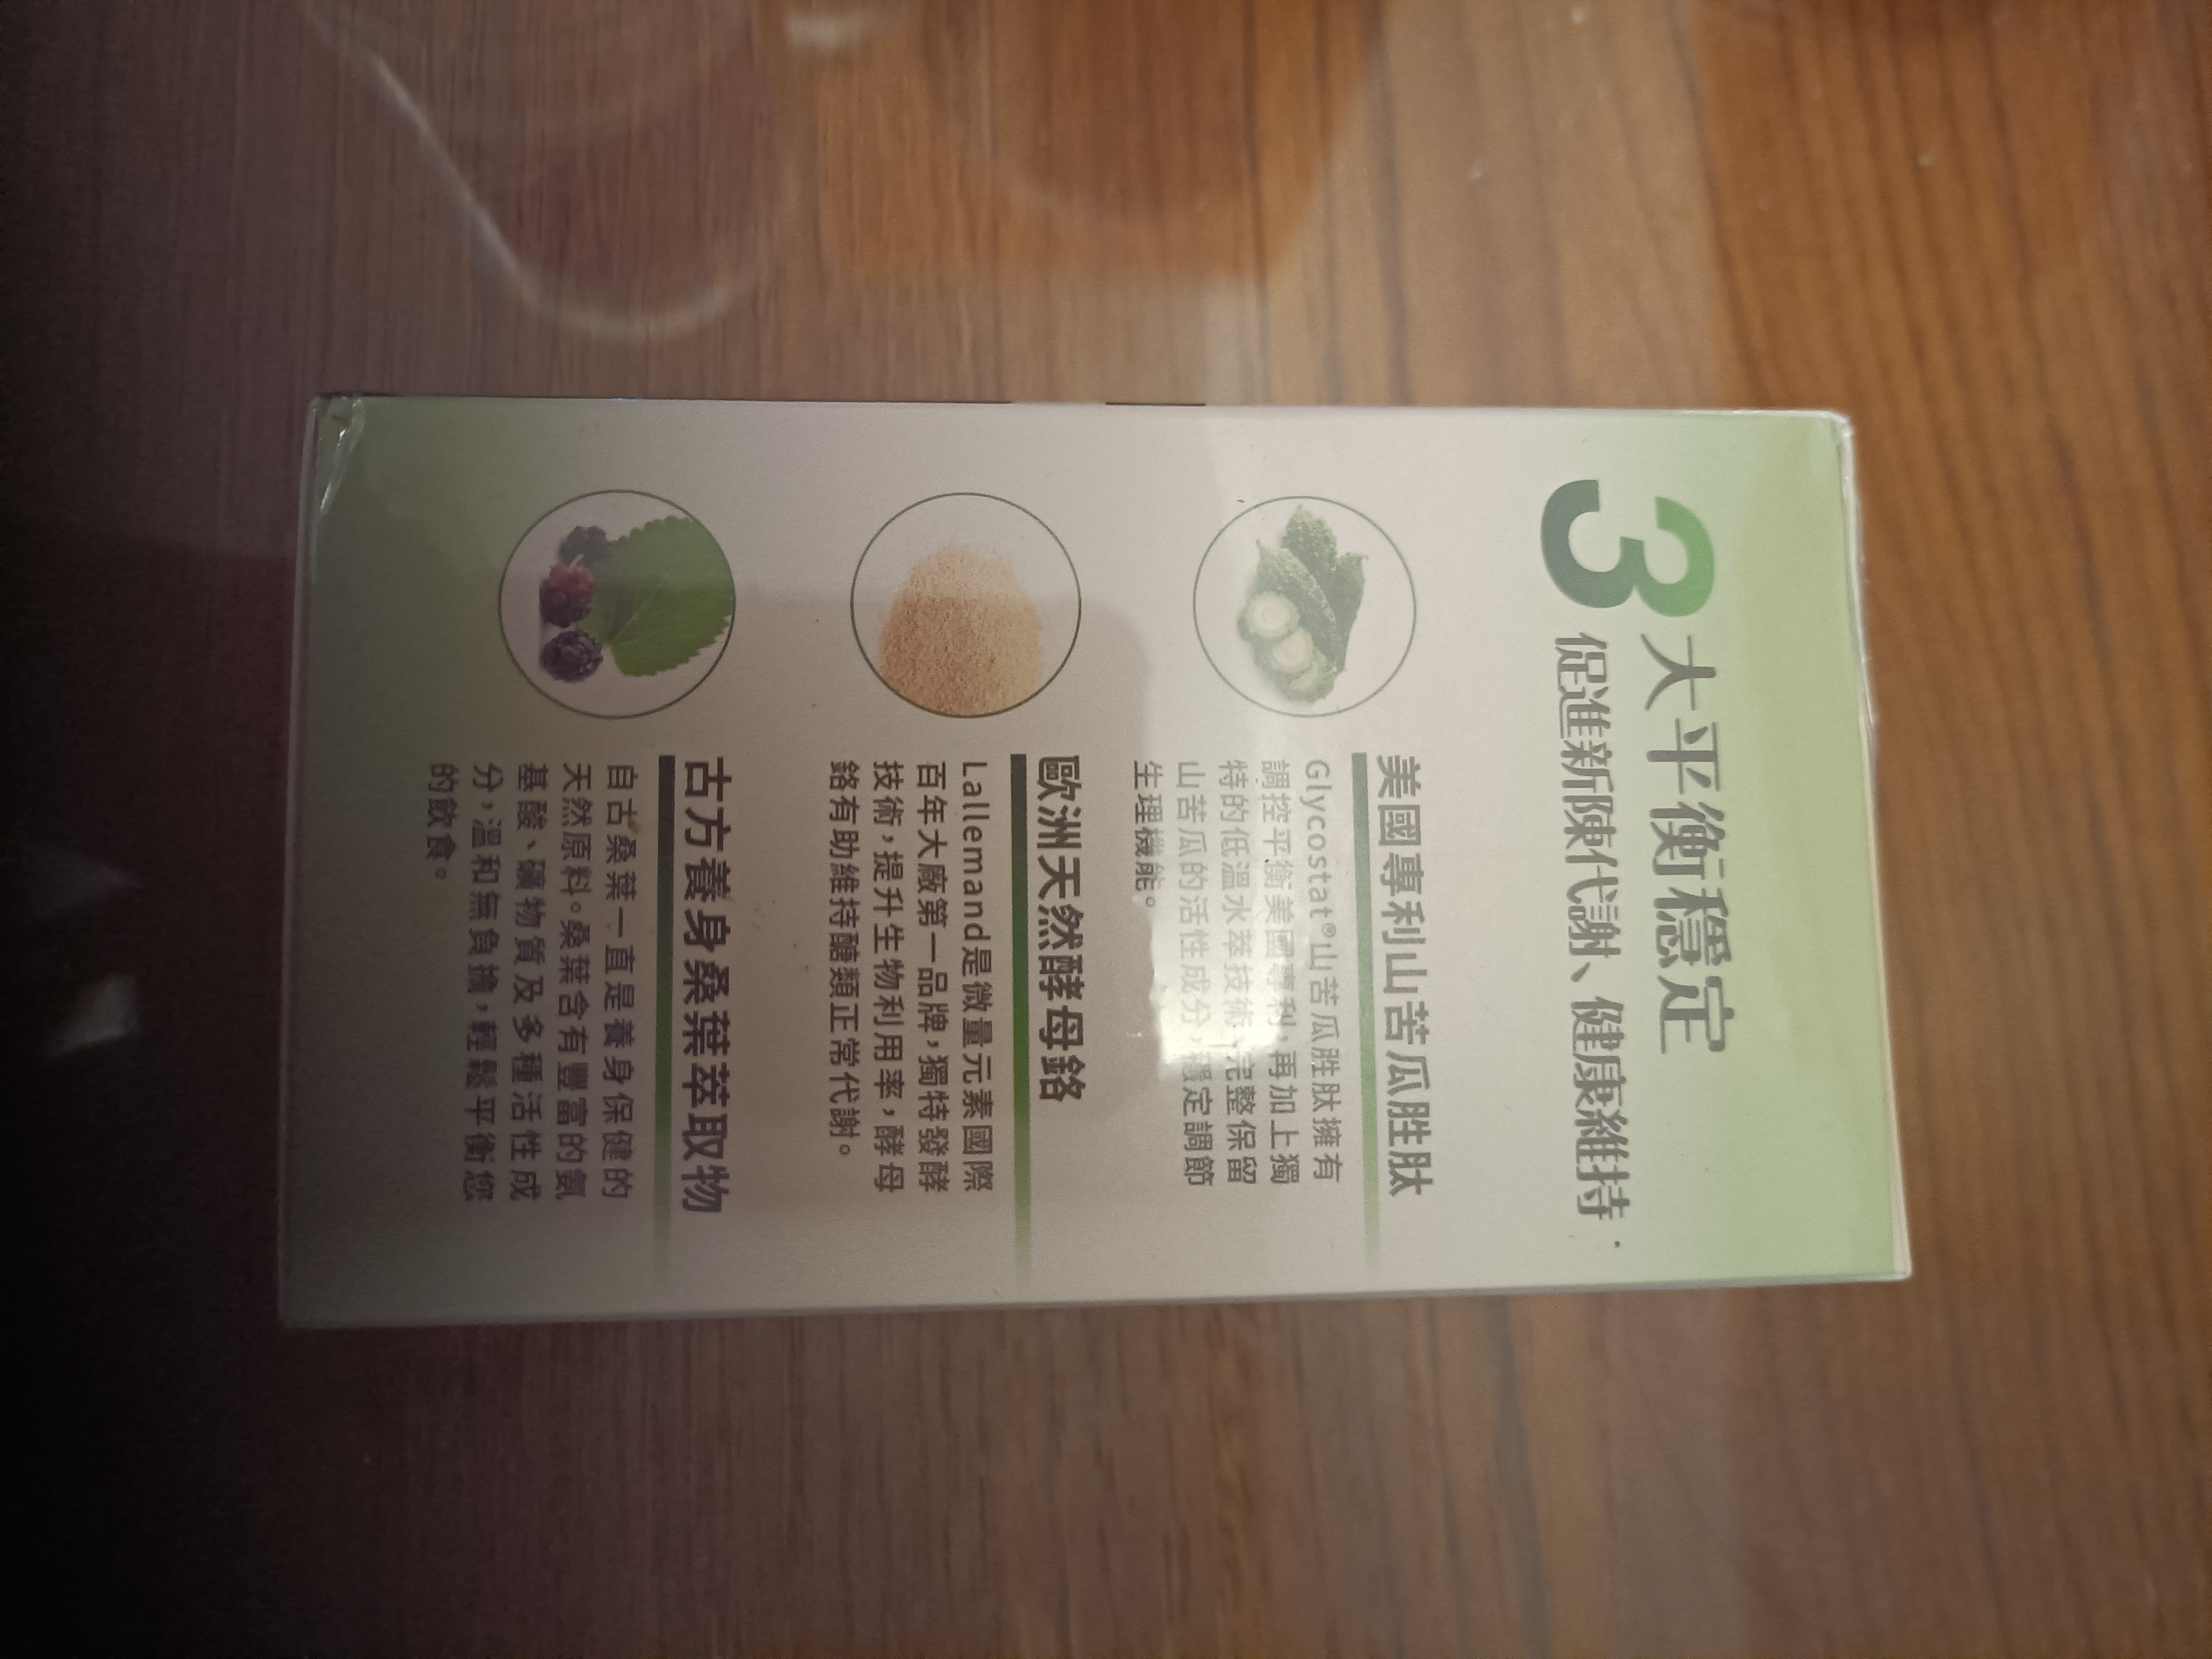 3大平衡穩定
促進新陳代謝、健康維持.
美國專利山苦瓜胜肽
Glycostat®山苦瓜胜肽擁有
調控平衡美國專利,再加上獨
特的低溫水萃技術,完整保留
山苦瓜的活性成分,穩定調節
生理機能。
歐洲天然酵母鉻
Lallemand是微量元素國際
百年大廠第一品牌,獨特發酵
技術,提升生物利用率,酵母
鉻有助維持醣類正常代謝。
古方養身桑葉萃取物
自古桑葉一直是養身保健的
天然原料。桑葉含有豐富的氨
基酸、礦物質及多種活性成
分,溫和無負擔,輕鬆平衡您
的飲食。